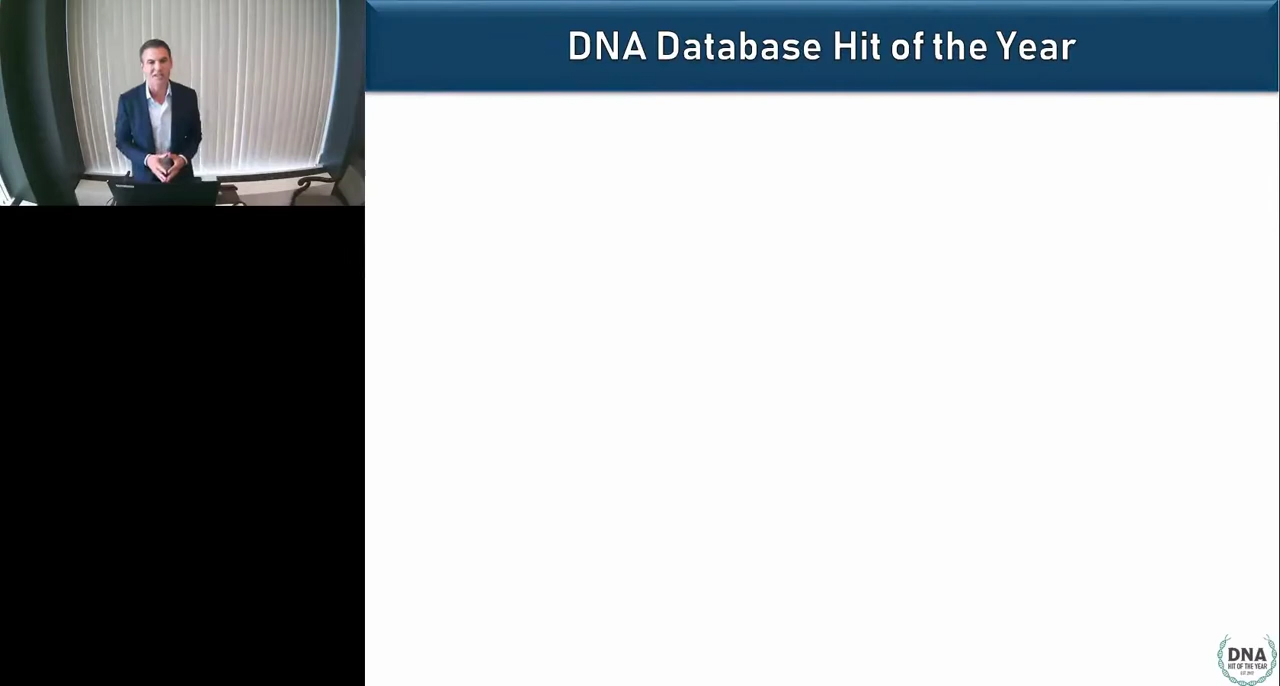 DNA Database Hit of the Year
DNA
HIT OF THE YEAR